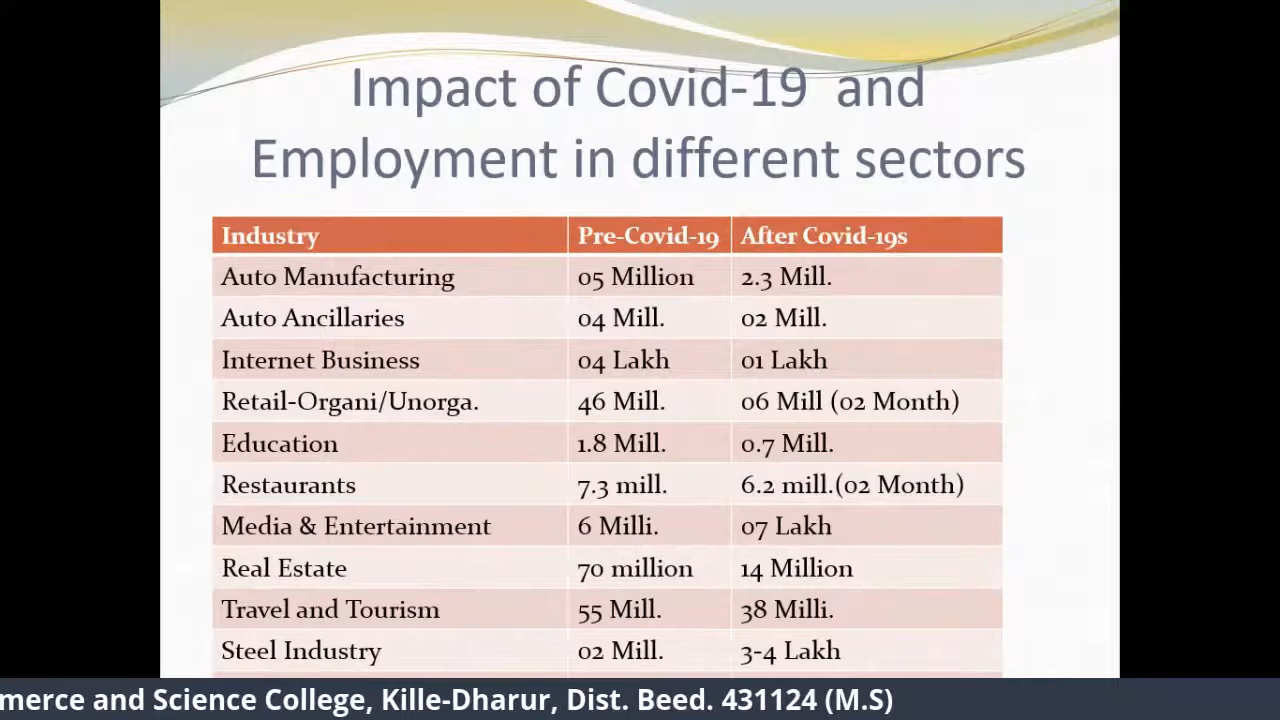 Impact of Covid-19 and
Employment in different sectors
Industry Pre-Covid-19 After Covid-19s
Auto Manufacturing 05 Million 2.3 Mill.
Auto Ancillaries 04 Mill. 02 Mill.
Internet Business 04 Lakh 01 Lakh
Retail-Organi/Unorga. 46 Mill. 06 Mill (02 Month)
Education 1.8 Mill. 0.7 Mill.
Restaurants 7.3 mill. 6.2 mill.(02 Month)
Media & Entertainment 6 Milli. 07 Lakh
Real Estate 70 million 14 Million
Travel and Tourism 55 Mill. 38 Milli.
Steel Industry 02 Mill. 3-4 Lakh
merce and Science College, Kille-Dharur, Dist. Beed. 431124 (M.S)